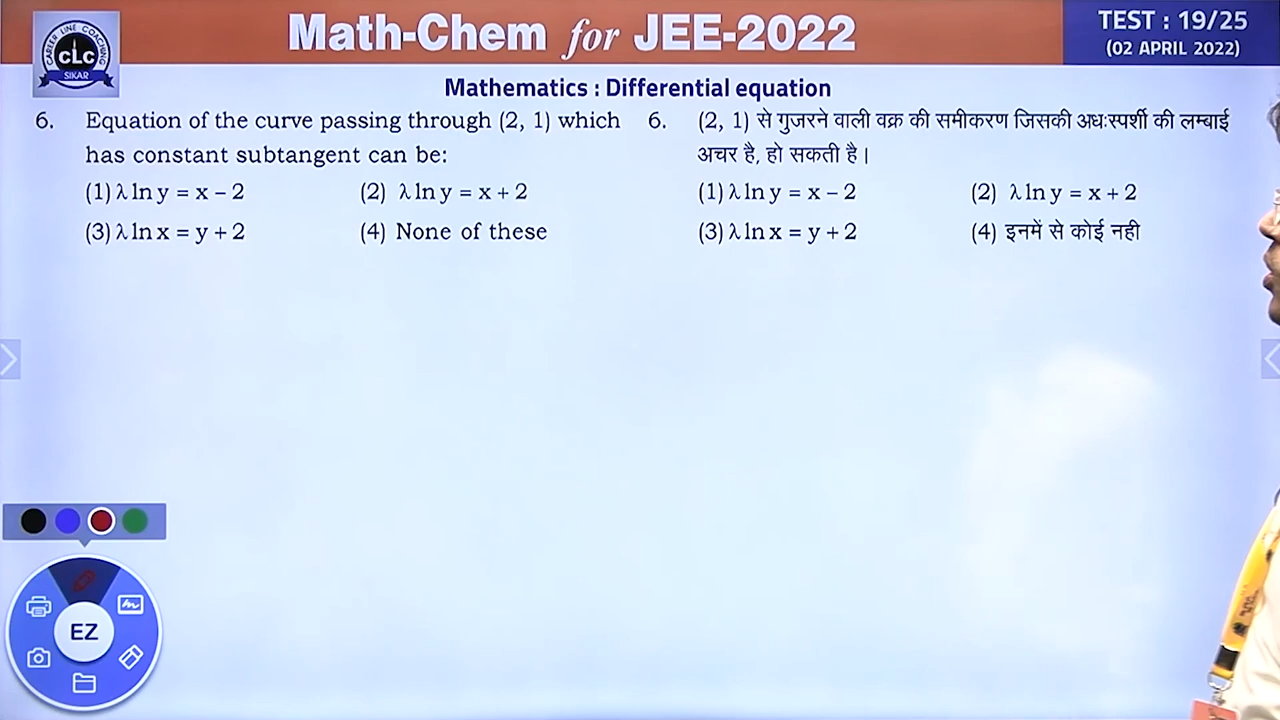 CAREER LINE COACHING
CLC
SIKAR
Math-Chem for JEE-2022
TEST : 19/25
(02 APRIL 2022)
Mathematics : Differential equation
6. Equation of the curve passing through (2, 1) which
has constant subtangent can be:
(1) λ ln y = x – 2 (2) λ ln y = x + 2
(3) λ ln x = y + 2 (4) None of these
6. (2, 1) से गुजरने वाली वक्र की समीकरण जिसकी अधःस्पर्शी की लम्बाई
अचर है, हो सकती है।
(1) λ ln y = x – 2 (2) λ ln y = x + 2
(3) λ ln x = y + 2 (4) इनमें से कोई नही
EZ